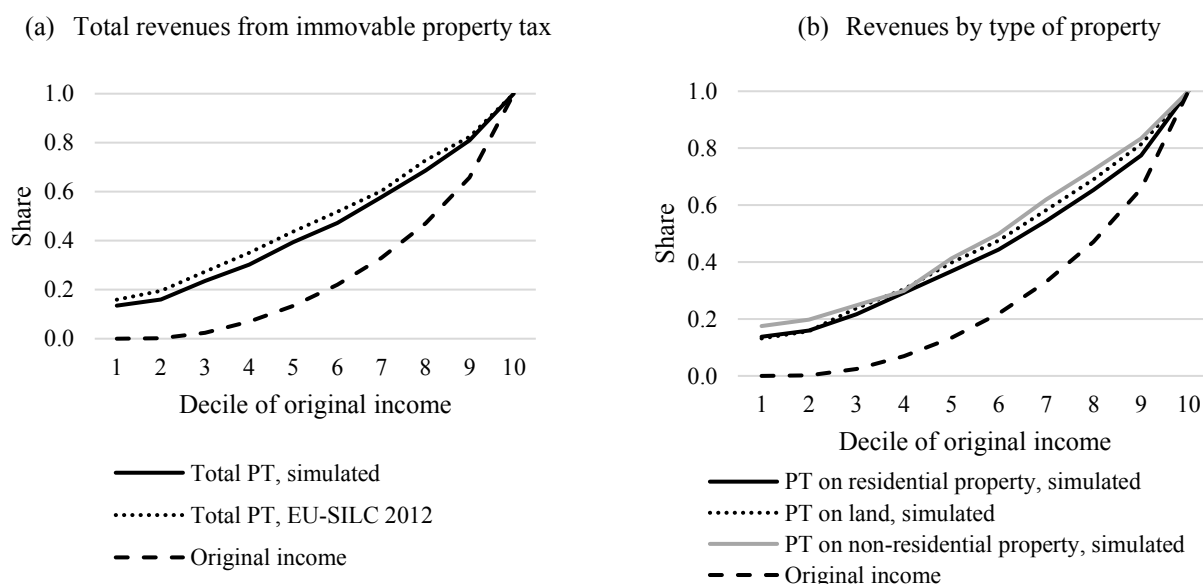 (a) Total revenues from immovable property tax
1.0
0.8
0.6
0.4
0.2
0.0
Share
1 2 3 4 5 6 7 8 9 10
Decile of original income
Total PT, simulated
Total PT, EU-SILC 2012
Original income
(b) Revenues by type of property
1.0
0.8
0.6
0.4
0.2
0.0
Share
1 2 3 4 5 6 7 8 9 10
Decile of original income
PT on residential property, simulated
PT on land, simulated
PT on non-residential property, simulated
Original income